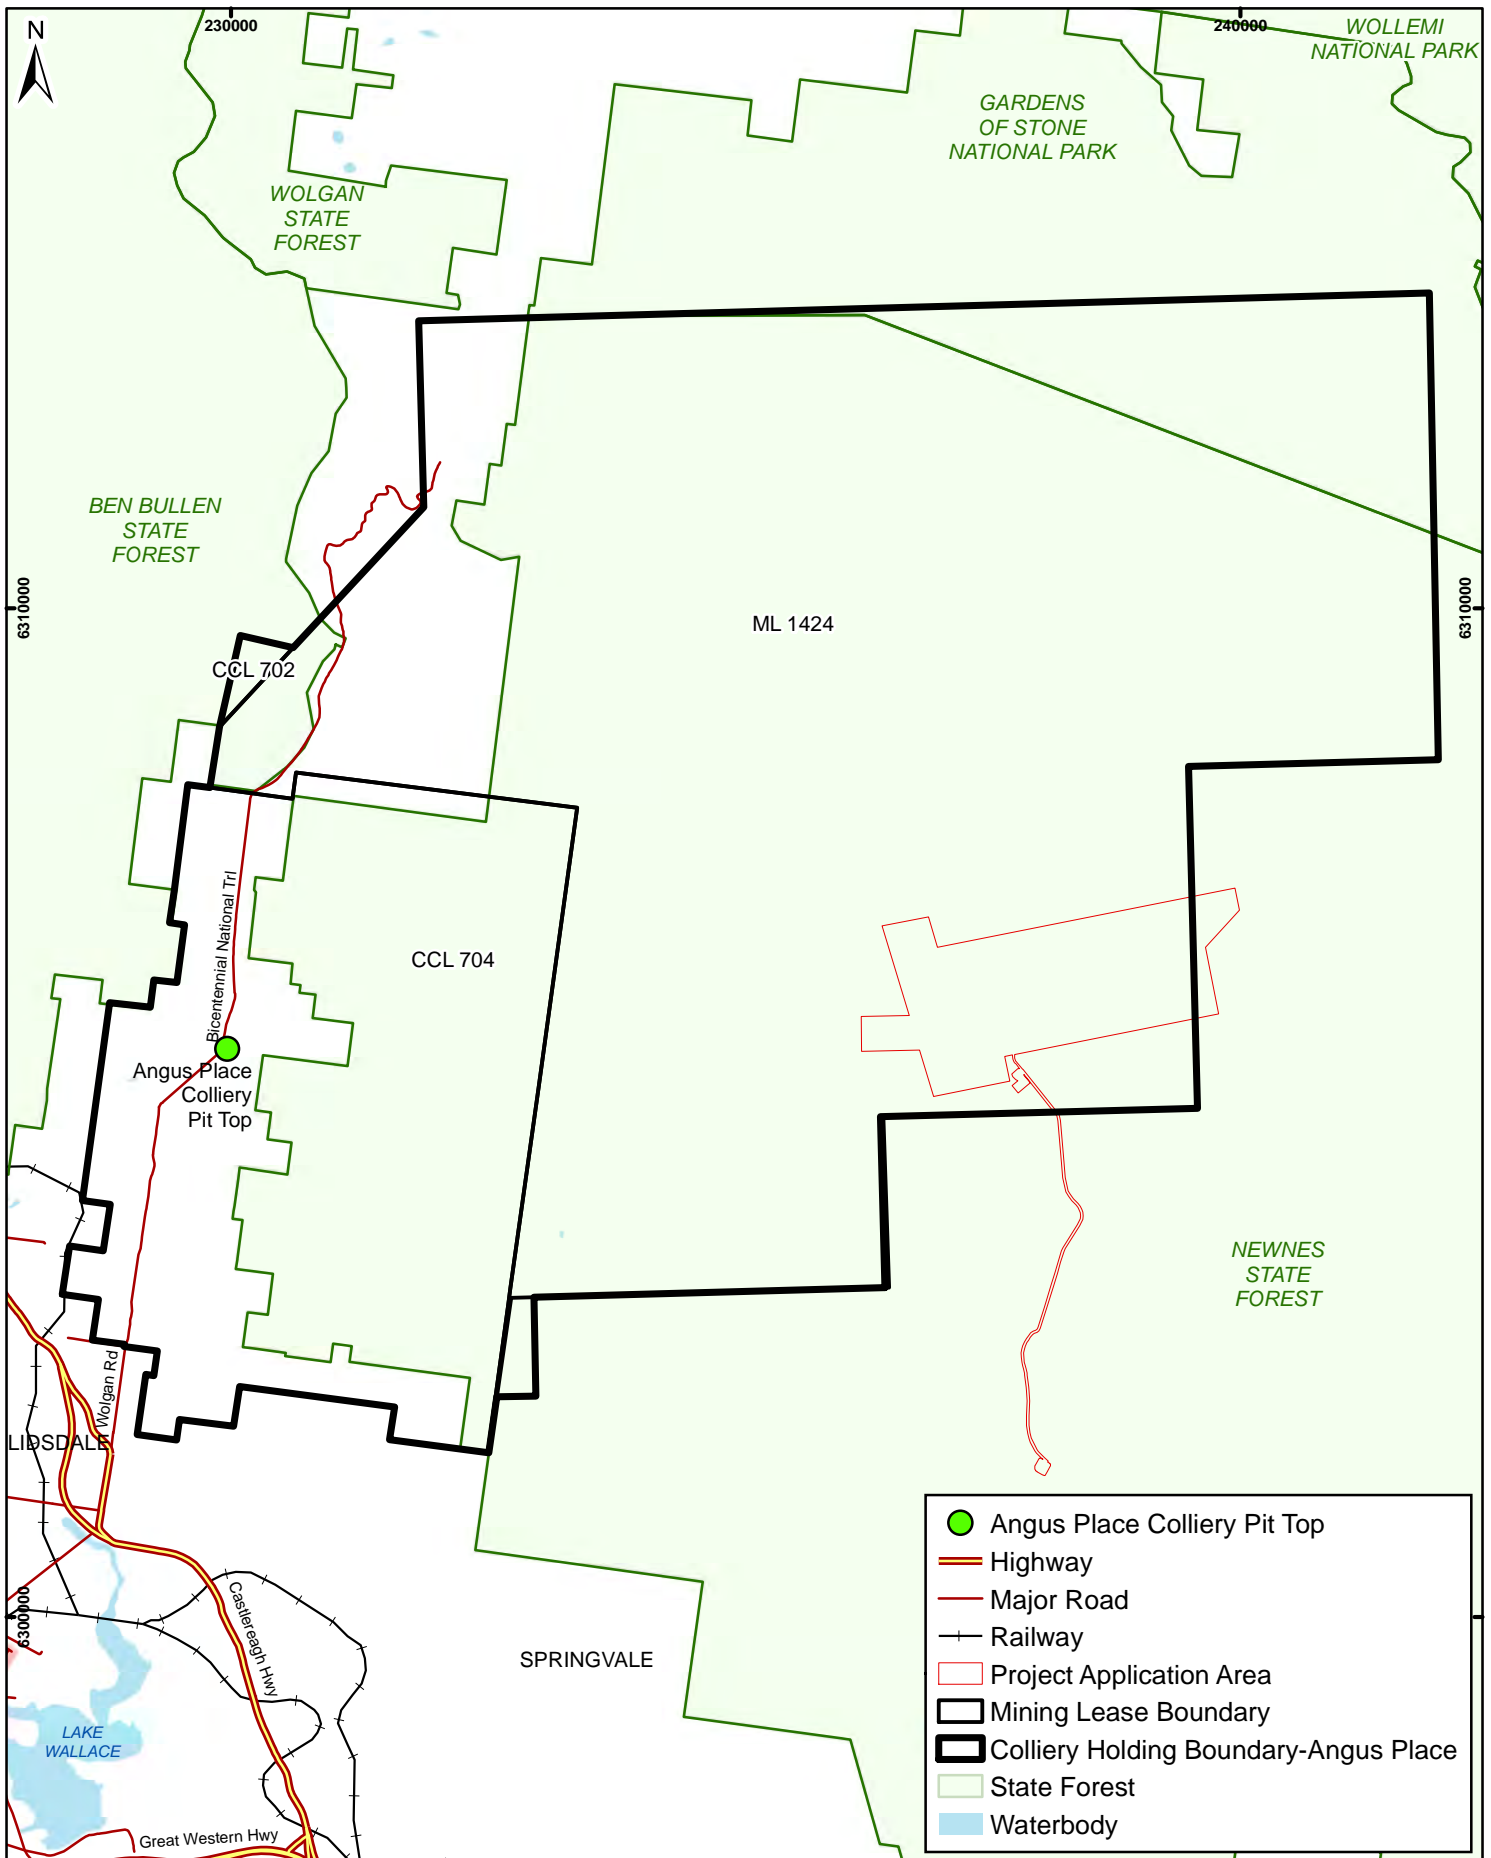 N
230000
240000
WOLLEMI
NATIONAL PARK
GARDENS
OF STONE
NATIONAL PARK
WOLGAN
STATE
FOREST
BEN BULLEN
STATE
FOREST
6310000
6310000
ML 1424
CCL 702
Bicentennial National Trl
CCL 704
Angus Place
Colliery
Pit Top
NEWNES
STATE
FOREST
Wolgan Rd
LIDSDALE
6300000
Castlereagh Hwy
SPRINGVALE
LAKE
WALLACE
Great Western Hwy
Angus Place Colliery Pit Top
Highway
Major Road
Railway
Project Application Area
Mining Lease Boundary
Colliery Holding Boundary-Angus Place
State Forest
Waterbody